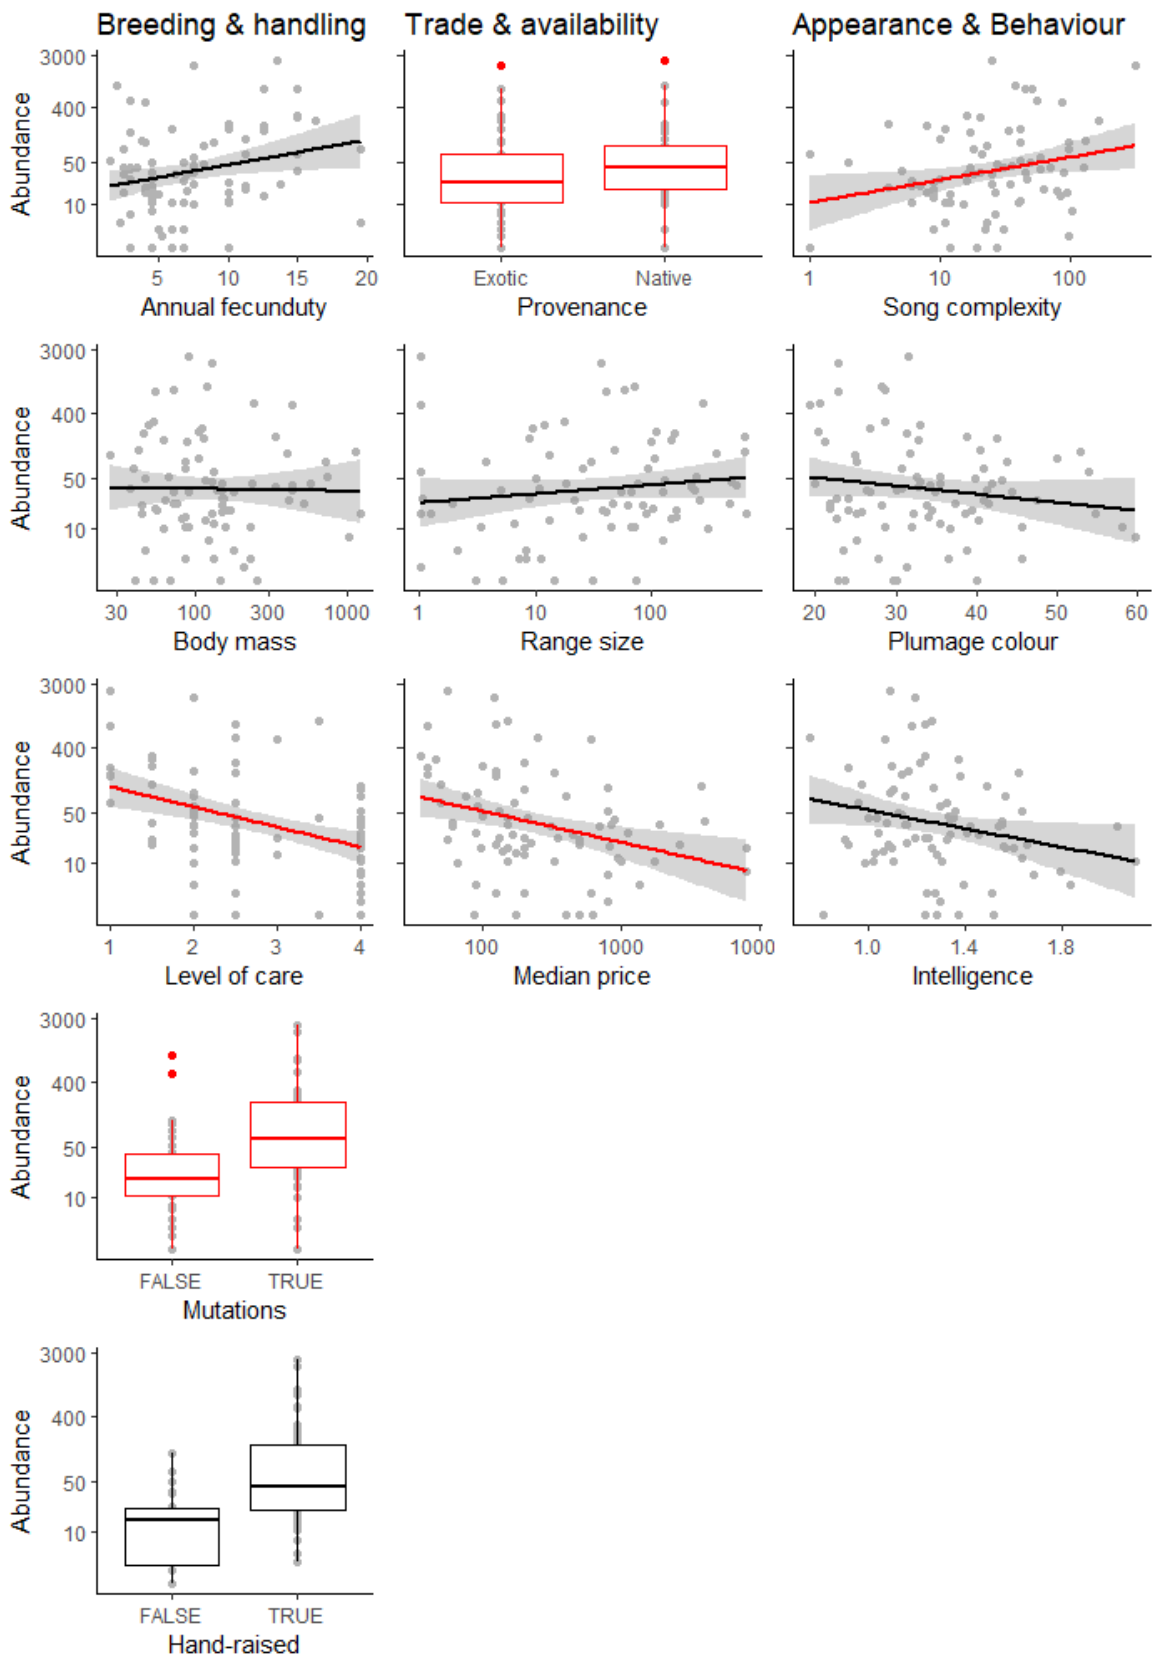 Breeding & handling Trade & availability Appearance & Behaviour
3000
400
50
10
Abundance
5 10 15 20
Annual fecunduty
Exotic Native
Provenance
1 10 100
Song complexity
3000
400
50
10
Abundance
30 100 300 1000
Body mass
1 10 100
Range size
20 30 40 50 60
Plumage colour
3000
400
50
10
Abundance
1 2 3 4
Level of care
100 1000 1000
Median price
1.0 1.4 1.8
Intelligence
3000
400
50
10
Abundance
FALSE TRUE
Mutations
3000
400
50
10
Abundance
FALSE TRUE
Hand-raised